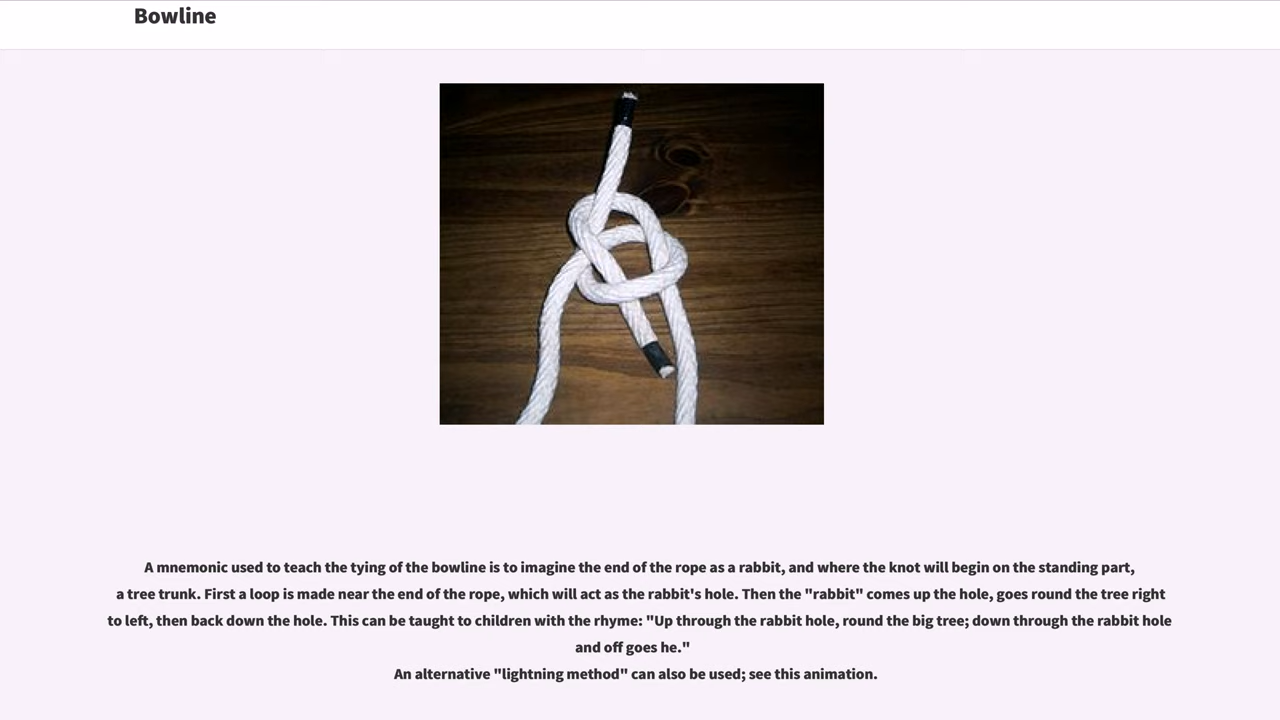 Bowline
A mnemonic used to teach the tying of the bowline is to imagine the end of the rope as a rabbit, and where the knot will begin on the standing part,
a tree trunk. First a loop is made near the end of the rope, which will act as the rabbit's hole. Then the "rabbit" comes up the hole, goes round the tree right
to left, then back down the hole. This can be taught to children with the rhyme: "Up through the rabbit hole, round the big tree; down through the rabbit hole
and off goes he."
An alternative "lightning method" can also be used; see this animation.